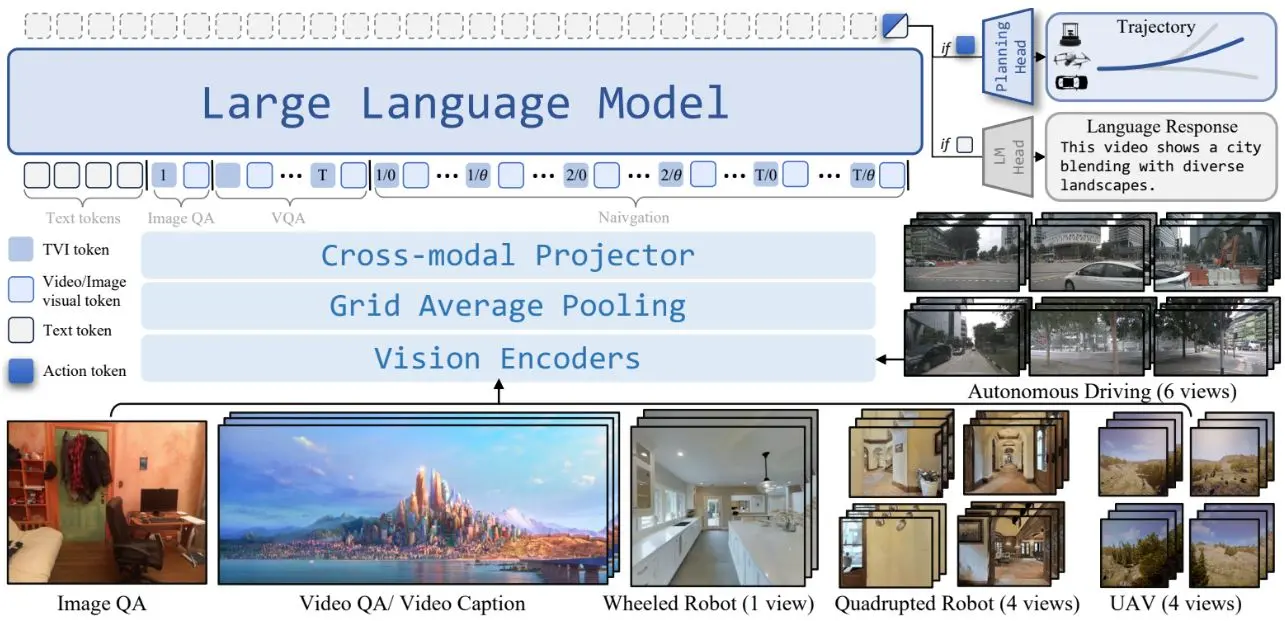 if
Planning
Head
Trajectory
Large Language Model
if
LM
Head
Language Response
This video shows a city
blending with diverse
landscapes.
1 ... T 1/0 ... 1/θ ... 2/0 ... 2/θ ... T/0 ... T/θ
Text tokens Image QA VQA Naivgation
TVI token
Video/Image
visual token
Text token
Action token
Cross-modal Projector
Grid Average Pooling
Vision Encoders
Autonomous Driving (6 views)
Image QA
Video QA/ Video Caption
Wheeled Robot (1 view)
Quadrupted Robot (4 views)
UAV (4 views)